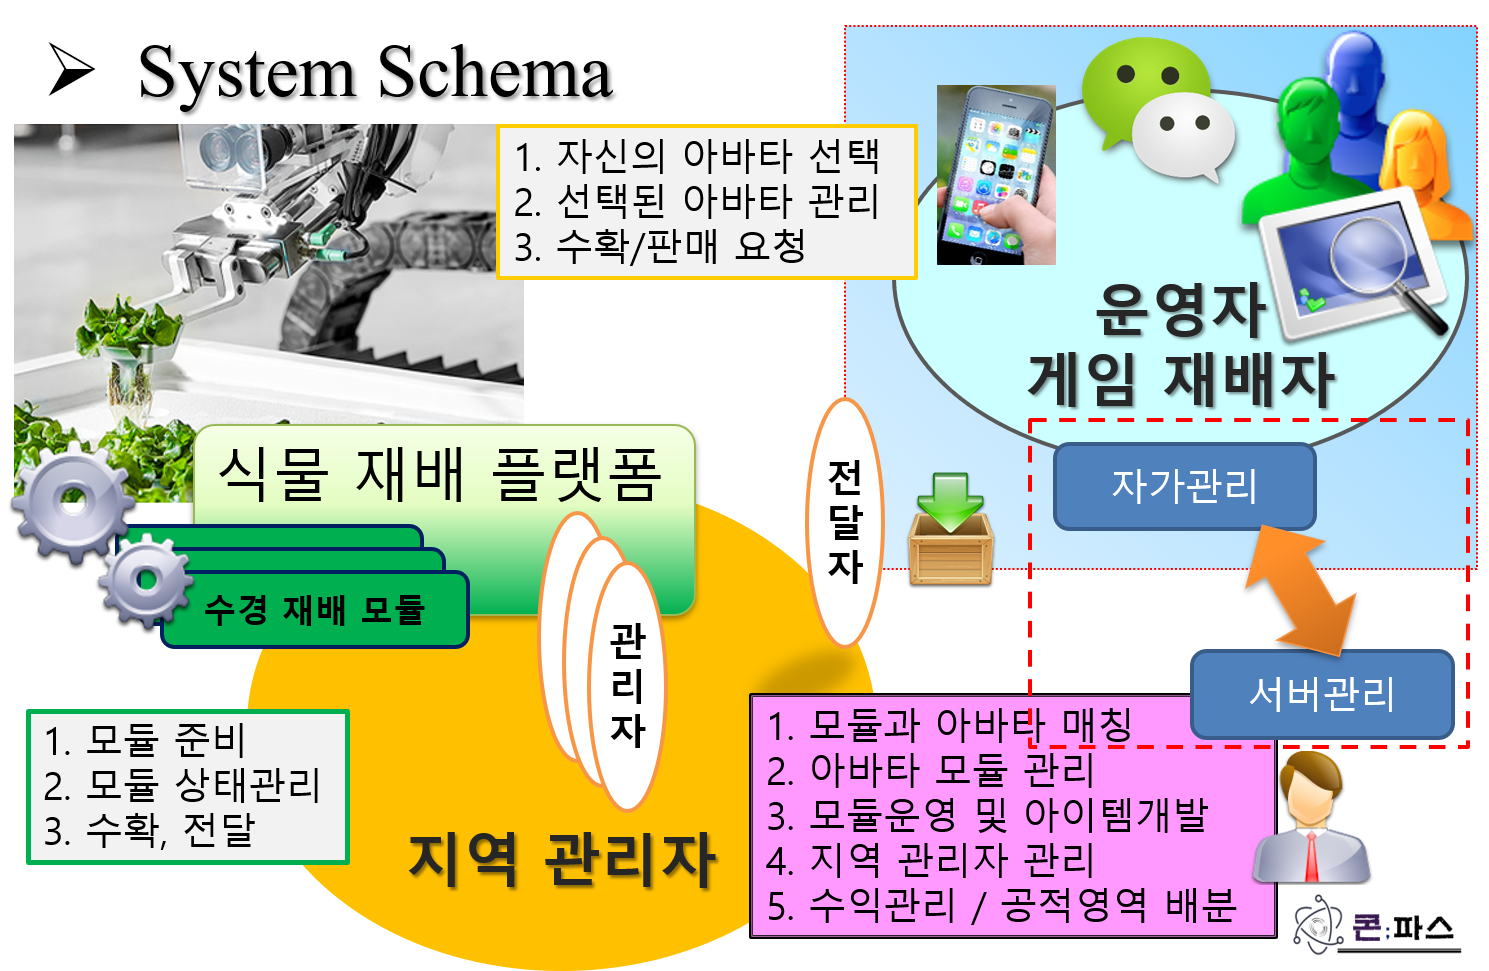 System Schema
1. 자신의 아바타 선택
2. 선택된 아바타 관리
3. 수확/판매 요청
운영자
게임 재배자
식물 재배 플랫폼
수경 재배 모듈
전달자
관리자
자가관리
서버관리
1. 모듈 준비
2. 모듈 상태관리
3. 수확, 전달
지역 관리자
1. 모듈과 아바타 매칭
2. 아바타 모듈 관리
3. 모듈운영 및 아이템개발
4. 지역 관리자 관리
5. 수익관리 / 공적영역 배분
콘;파스